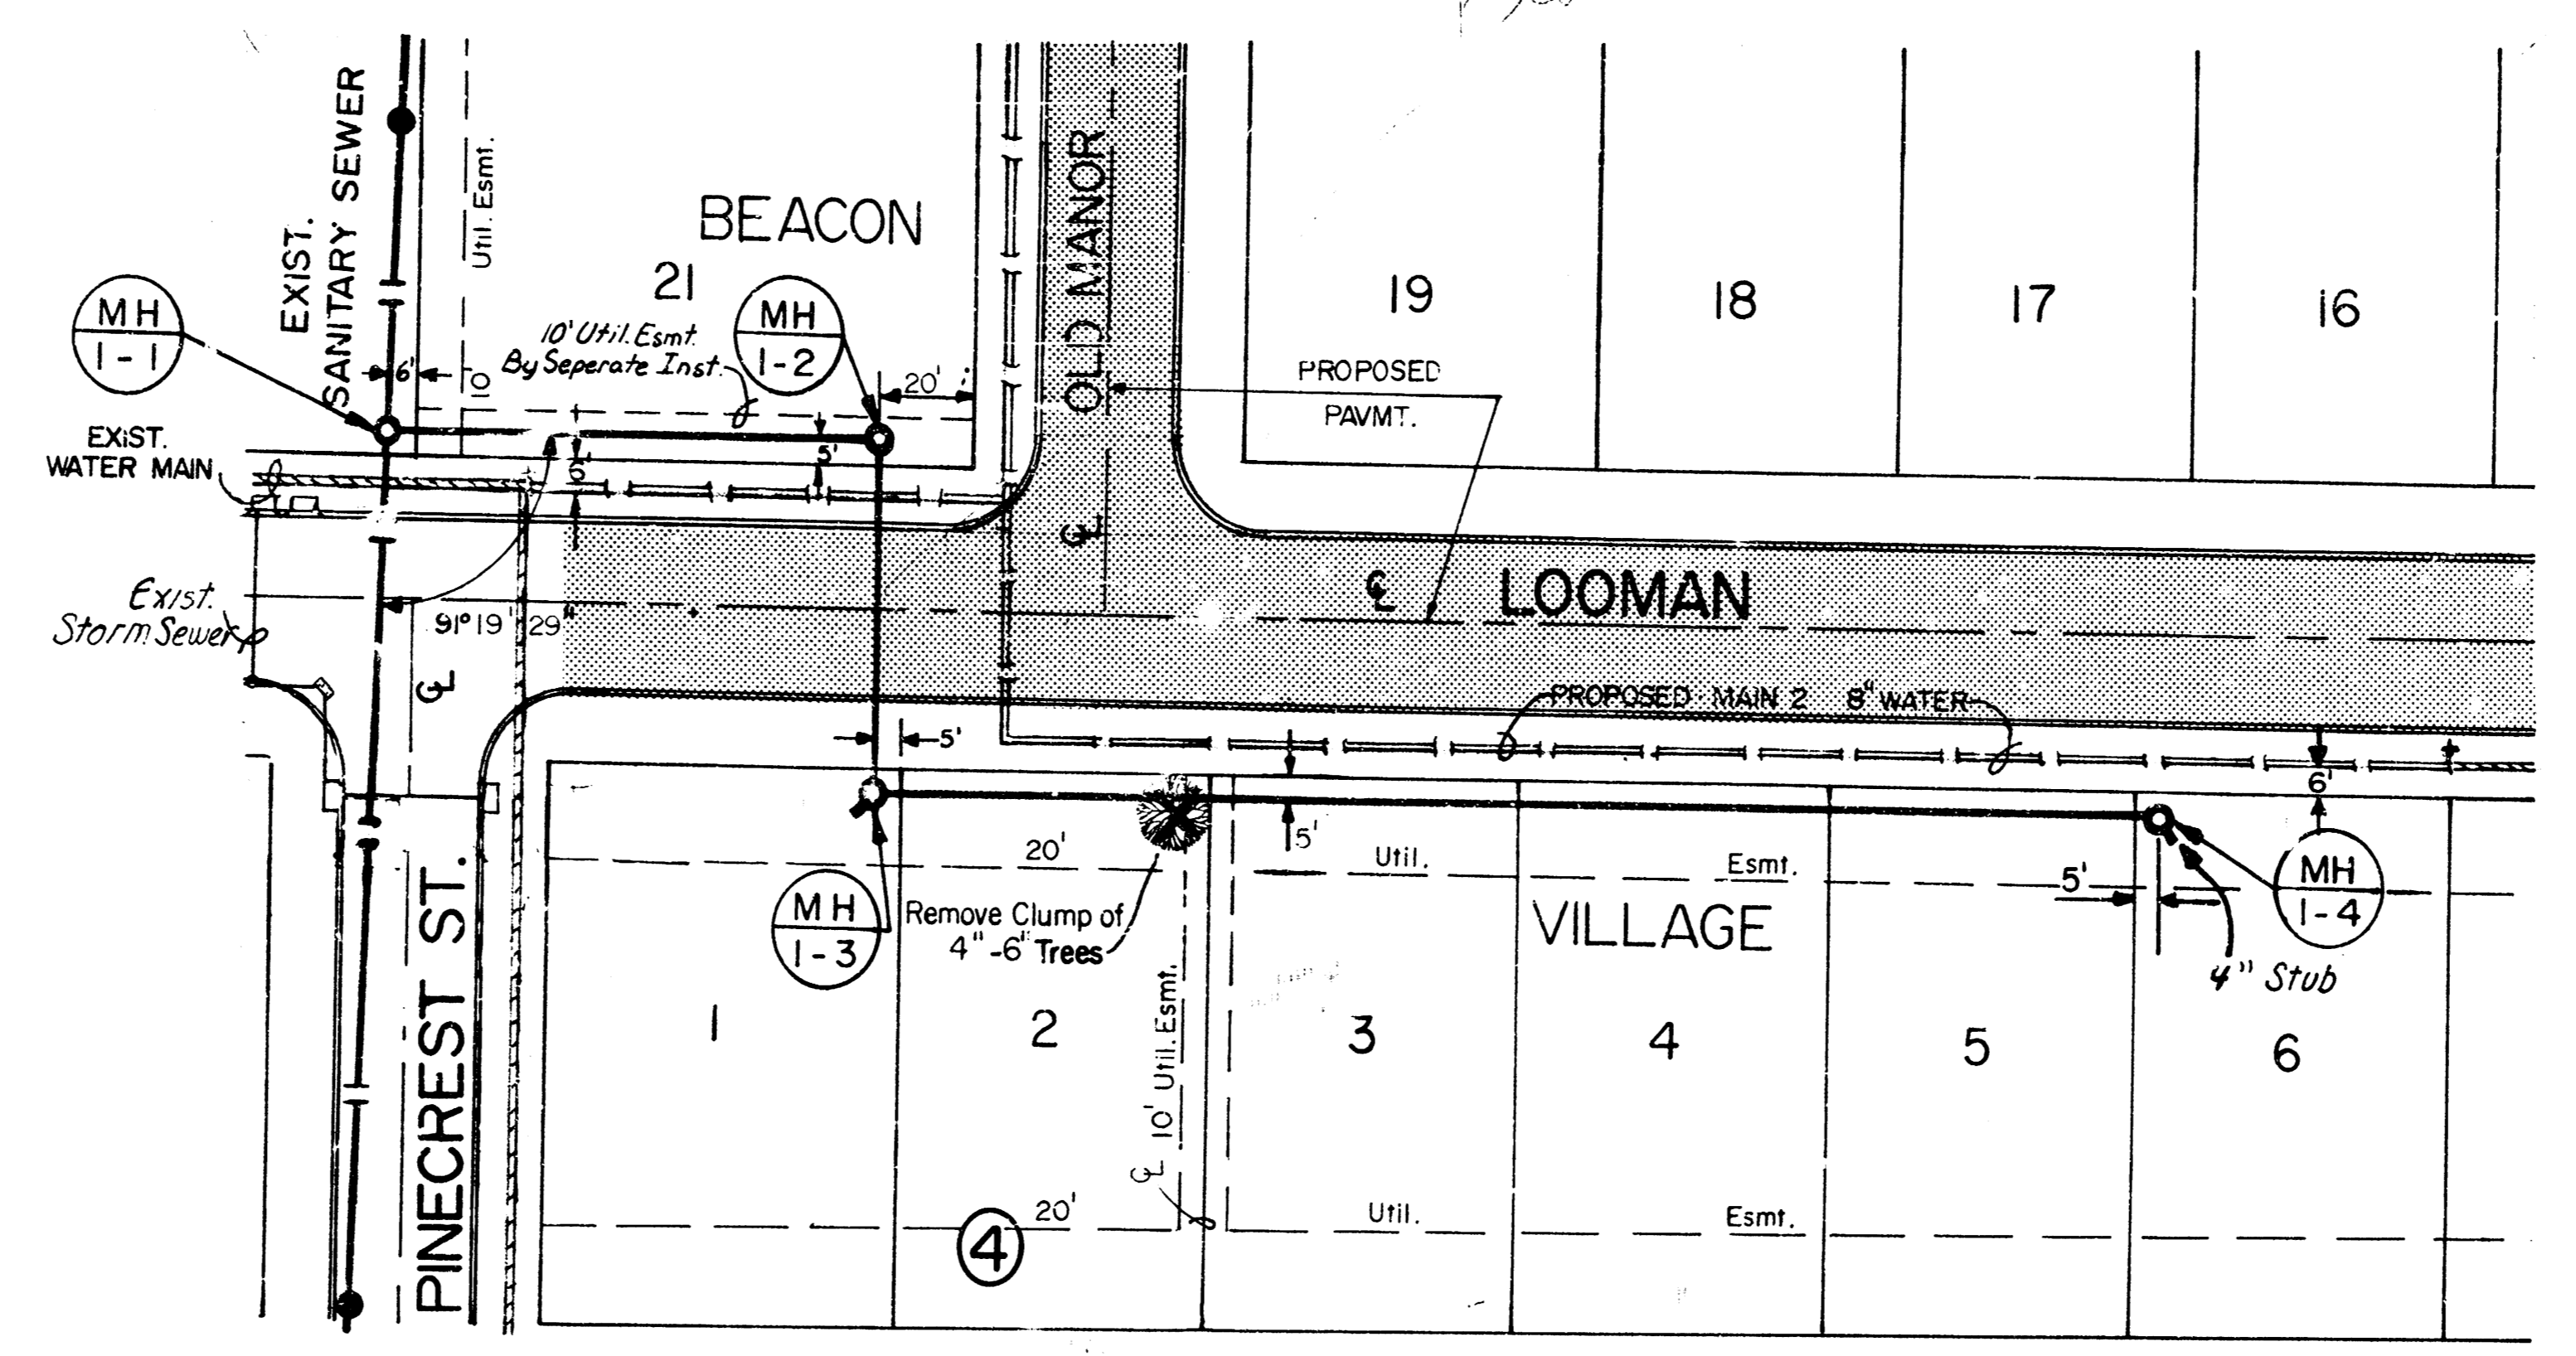 EXIST.
SANITARY SEWER
Util. Esmt.
10'
BEACON
21
MH
1-1
6'
10' Util. Esmt.
By Seperate Inst.
MH
1-2
20'
OLD MANOR
℄
19
18
17
16
PROPOSED
PAVMT.
EXIST.
WATER MAIN
6'
5'
Exist.
Storm Sewer
91°19' 29"
℄
℄ LOOMAN
PROPOSED MAIN 2 8" WATER
5'
6'
5'
20' Util. Esmt.
5'
MH
1-3
Remove Clump of
4"-6" Trees
VILLAGE
MH
1-4
4" Stub
PINECREST ST.
1
2
3
4
5
6
℄ 10' Util. Esmt.
20' Util. Esmt.
4